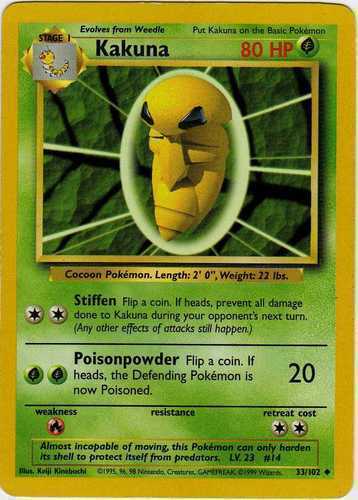 Evolves from Weedle Put Kakuna on the Basic Pokémon
STAGE 1
Kakuna 80 HP
Cocoon Pokémon. Length: 2' 0", Weight: 22 lbs.
Stiffen Flip a coin. If heads, prevent all damage
done to Kakuna during your opponent's next turn.
(Any other effects of attacks still happen.)
Poisonpowder Flip a coin. If
heads, the Defending Pokémon is
now Poisoned.
20
weakness resistance retreat cost
Almost incapable of moving, this Pokémon can only harden
its shell to protect itself from predators. LV. 23 #14
Illus. Keiji Kinebuchi ©1995, 96, 98 Nintendo, Creatures, GAMEFREAK. ©1999 Wizards. 33/102